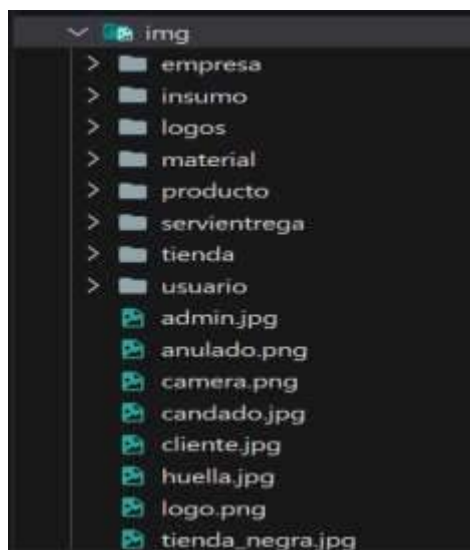 img
empresa
insumo
logos
material
producto
servientrega
tienda
usuario
admin.jpg
anulado.png
camera.png
candado.jpg
cliente.jpg
huella.jpg
logo.png
tienda_negra.jpg